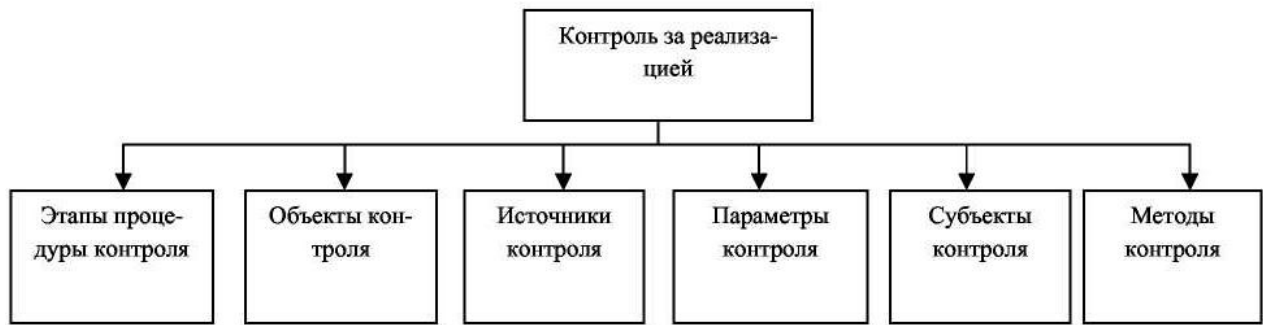 Контроль за реализа-
цией
Этапы проце-
дуры контроля
Объекты кон-
троля
Источники
контроля
Параметры
контроля
Субъекты
контроля
Методы
контроля